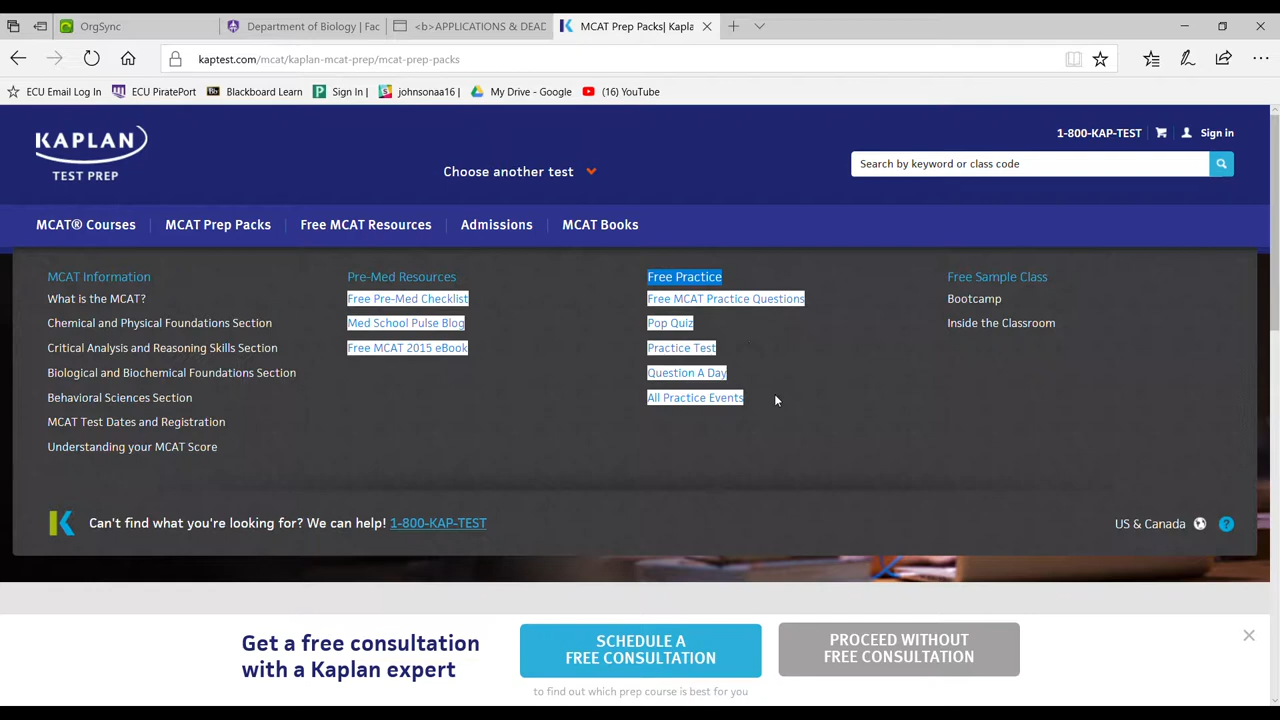 OrgSync
Department of Biology | Fac
<b>APPLICATIONS & DEAD
MCAT Prep Packs| Kapla
kaptest.com/mcat/kaplan-mcat-prep/mcat-prep-packs
ECU Email Log In
ECU PiratePort
Bb
Blackboard Learn
Sign In |
johnsonaa16 |
My Drive - Google
(16) YouTube
KAPLAN
TEST PREP
Choose another test
1-800-KAP-TEST
Sign in
Search by keyword or class code
MCAT® Courses
MCAT Prep Packs
Free MCAT Resources
Admissions
MCAT Books
MCAT Information
What is the MCAT?
Chemical and Physical Foundations Section
Critical Analysis and Reasoning Skills Section
Biological and Biochemical Foundations Section
Behavioral Sciences Section
MCAT Test Dates and Registration
Understanding your MCAT Score
Pre-Med Resources
Free Pre-Med Checklist
Med School Pulse Blog
Free MCAT 2015 eBook
Free Practice
Free MCAT Practice Questions
Pop Quiz
Practice Test
Question A Day
All Practice Events
Free Sample Class
Bootcamp
Inside the Classroom
Can't find what you're looking for? We can help! 1-800-KAP-TEST
US & Canada
?
Get a free consultation
with a Kaplan expert
SCHEDULE A
FREE CONSULTATION
to find out which prep course is best for you
PROCEED WITHOUT
FREE CONSULTATION